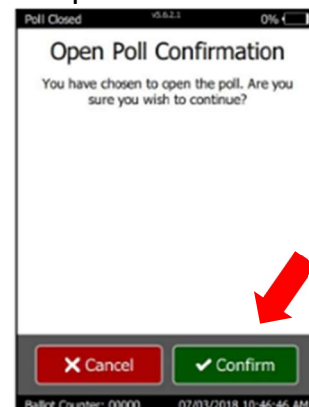 Poll Closed v5.6.2.1 0%
Open Poll Confirmation
You have chosen to open the poll. Are you
sure you wish to continue?
Cancel Confirm
Ballot Counter: 00000 07/03/2018 10:46:46 AM